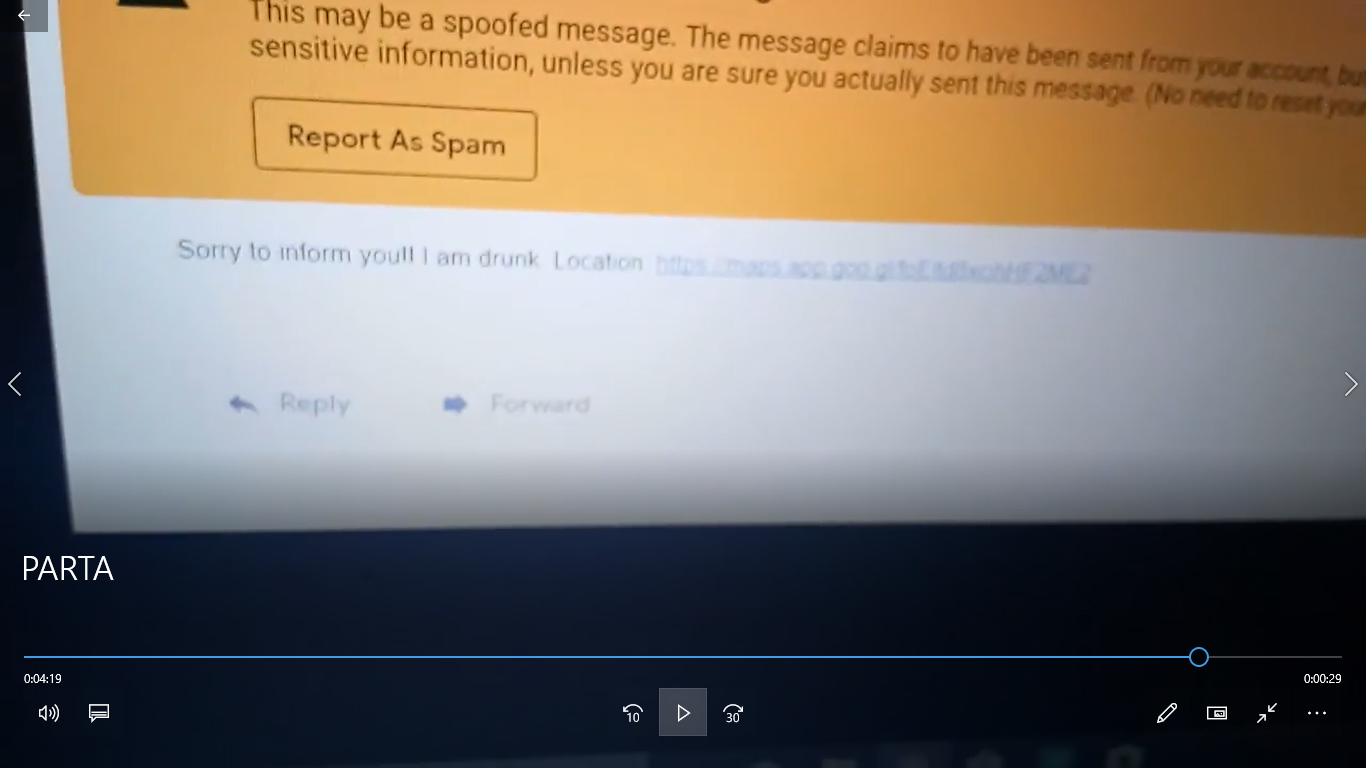 This may be a spoofed message. The message claims to have been sent from your account, bu
sensitive information, unless you are sure you actually sent this message. (No need to reset your
Report As Spam
Sorry to inform you!! I am drunk Location
Reply Forward
PARTA
0:04:19 0:00:29
10 30